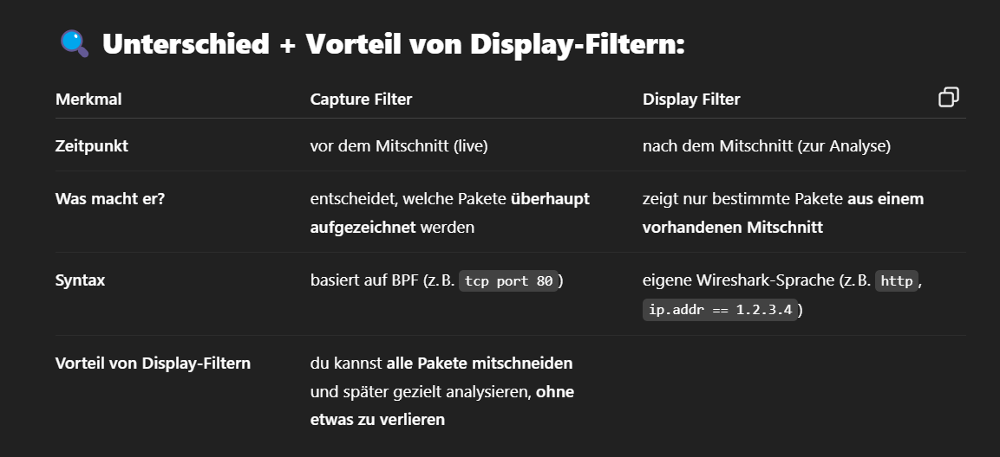 Unterschied + Vorteil von Display-Filtern:
Merkmal Capture Filter Display Filter
Zeitpunkt vor dem Mitschnitt (live) nach dem Mitschnitt (zur Analyse)
Was macht er? entscheidet, welche Pakete überhaupt zeigt nur bestimmte Pakete aus einem
aufgezeichnet werden vorhandenen Mitschnitt
Syntax basiert auf BPF (z. B. tcp port 80) eigene Wireshark-Sprache (z. B. http,
ip.addr == 1.2.3.4)
Vorteil von Display-Filtern du kannst alle Pakete mitschneiden
und später gezielt analysieren, ohne
etwas zu verlieren